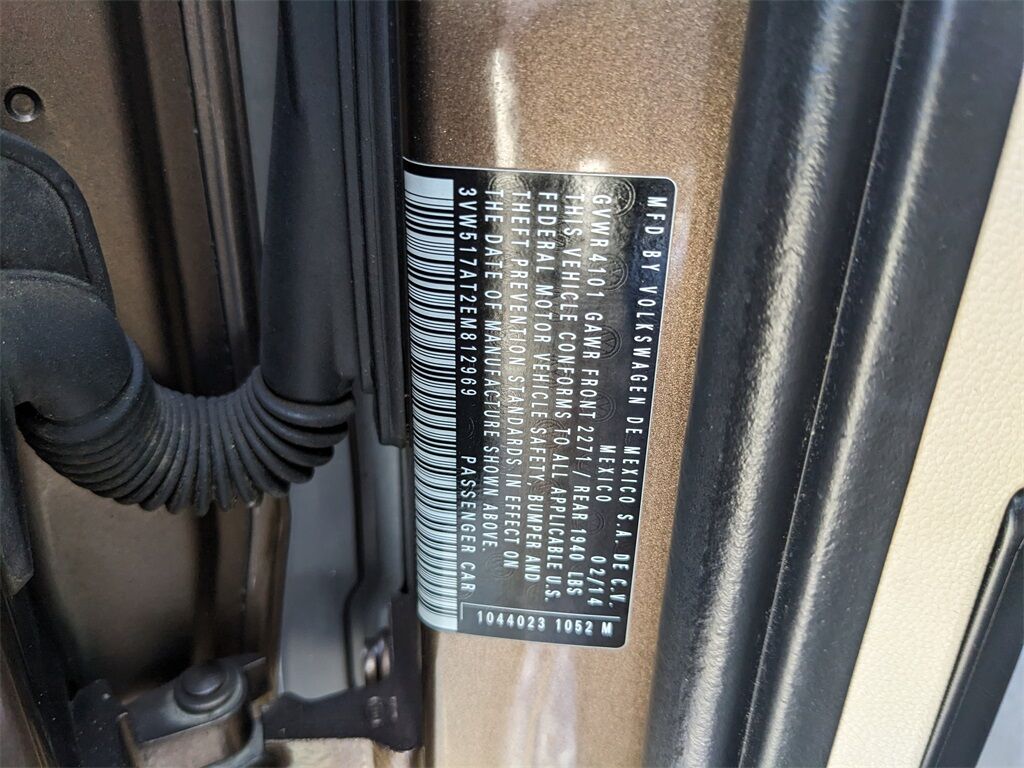 MFD BY VOLKSWAGEN DE MEXICO S.A. DE C.V.
MEXICO 02/14
GVWR 4101 GAWR FRONT 2271 / REAR 1940 LBS
THIS VEHICLE CONFORMS TO ALL APPLICABLE U.S.
FEDERAL MOTOR VEHICLE SAFETY, BUMPER AND
THEFT PREVENTION STANDARDS IN EFFECT ON
THE DATE OF MANUFACTURE SHOWN ABOVE.
3VW517AT2EM812969 PASSENGER CAR
1044023 1052 M